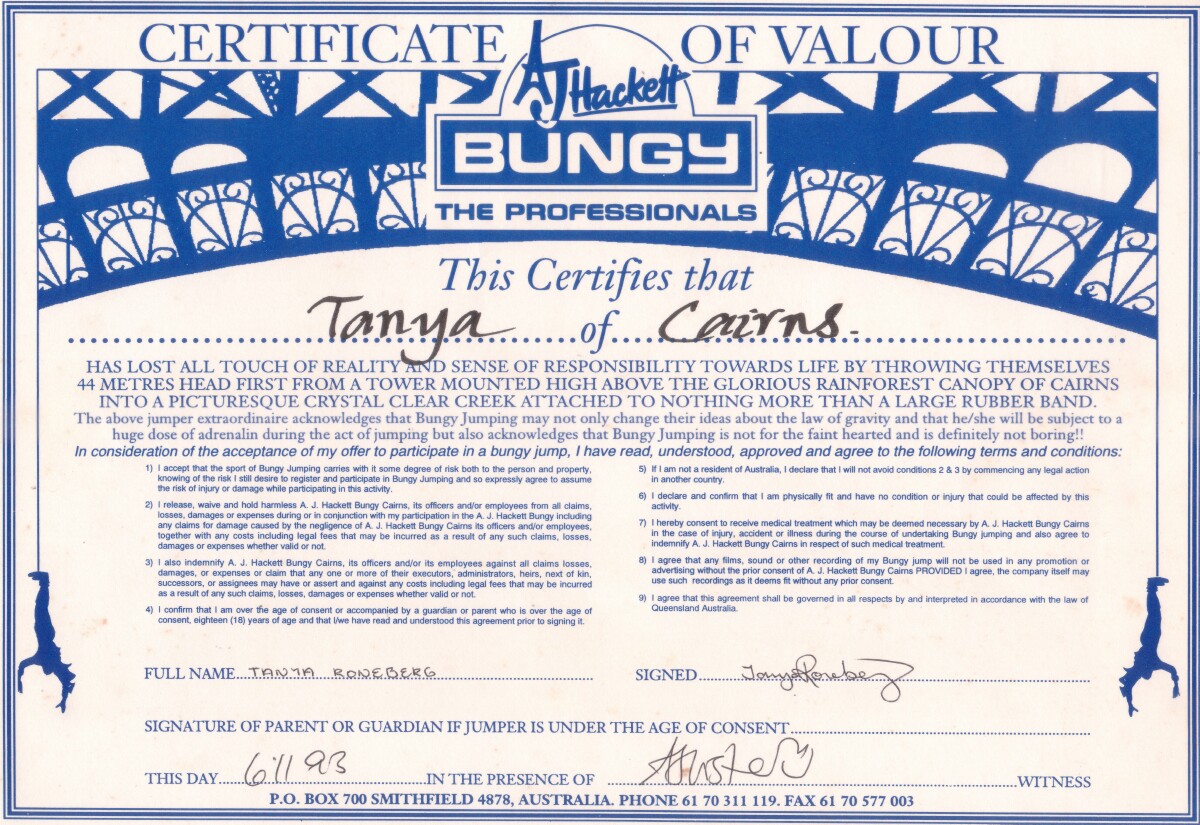 CERTIFICATE OF VALOUR
AJ Hackett
BUNGY
THE PROFESSIONALS
This Certifies that
Tanya of Cairns.
HAS LOST ALL TOUCH OF REALITY AND SENSE OF RESPONSIBILITY TOWARDS LIFE BY THROWING THEMSELVES
44 METRES HEAD FIRST FROM A TOWER MOUNTED HIGH ABOVE THE GLORIOUS RAINFOREST CANOPY OF CAIRNS
INTO A PICTURESQUE CRYSTAL CLEAR CREEK ATTACHED TO NOTHING MORE THAN A LARGE RUBBER BAND.
The above jumper extraordinaire acknowledges that Bungy Jumping may not only change their ideas about the law of gravity and that he/she will be subject to a
huge dose of adrenalin during the act of jumping but also acknowledges that Bungy Jumping is not for the faint hearted and is definitely not boring!!
In consideration of the acceptance of my offer to participate in a bungy jump, I have read, understood, approved and agree to the following terms and conditions:
1) I accept that the sport of Bungy Jumping carries with it some degree of risk both to the person and property,
knowing of the risk I still desire to register and participate in Bungy Jumping and so expressly agree to assume
the risk of injury or damage while participating in this activity.
2) I release, waive and hold harmless A. J. Hackett Bungy Cairns, its officers and/or employees from all claims,
losses, damages or expenses during or in conjunction with my participation in the A. J. Hackett Bungy including
any claims for damage caused by the negligence of A. J. Hackett Bungy Cairns its officers and/or employees,
together with any costs including legal fees that may be incurred as a result of any such claims, losses,
damages or expenses whether valid or not.
3) I also indemnify A. J. Hackett Bungy Cairns, its officers and/or its employees against all claims losses,
damages, or expenses or claim that any one or more of their executors, administrators, heirs, next of kin,
successors, or assignees may have or assert and against any costs including legal fees that may be incurred
as a result of any such claims, losses, damages or expenses whether valid or not.
4) I confirm that I am over the age of consent or accompanied by a guardian or parent who is over the age of
consent, eighteen (18) years of age and that I/we have read and understood this agreement prior to signing it.
5) If I am not a resident of Australia, I declare that I will not avoid conditions 2 & 3 by commencing any legal action
in another country.
6) I declare and confirm that I am physically fit and have no condition or injury that could be affected by this
activity.
7) I hereby consent to receive medical treatment which may be deemed necessary by A. J. Hackett Bungy Cairns
in the case of injury, accident or illness during the course of undertaking Bungy jumping and also agree to
indemnify A. J. Hackett Bungy Cairns in respect of such medical treatment.
8) I agree that any films, sound or other recording of my Bungy jump will not be used in any promotion or
advertising without the prior consent of A. J. Hackett Bungy Cairns PROVIDED I agree, the company itself may
use such recordings as it deems fit without any prior consent.
9) I agree that this agreement shall be governed in all respects by and interpreted in accordance with the law of
Queensland Australia.
FULL NAME TANYA RONEBERG
SIGNED Tanya Roneberg
SIGNATURE OF PARENT OR GUARDIAN IF JUMPER IS UNDER THE AGE OF CONSENT
THIS DAY 6 11 93 IN THE PRESENCE OF WITNESS
P.O. BOX 700 SMITHFIELD 4878, AUSTRALIA. PHONE 61 70 311 119. FAX 61 70 577 003